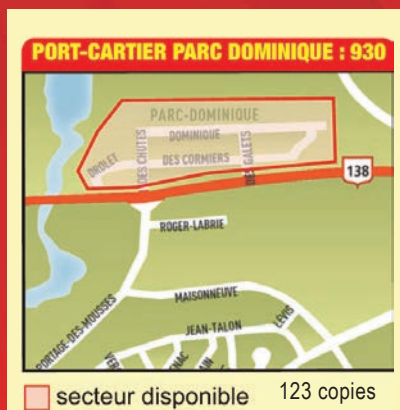 PORT-CARTIER PARC DOMINIQUE : 930
PARC-DOMINIQUE
DOMINIQUE
DES CORMIERS
DROLET
DES CHUTES
DES GALETS
138
ROGER-LABRIE
MAISONNEUVE
PORTAGE-DES-MOUSSES
JEAN-TALON
LÉVIS
secteur disponible
123 copies